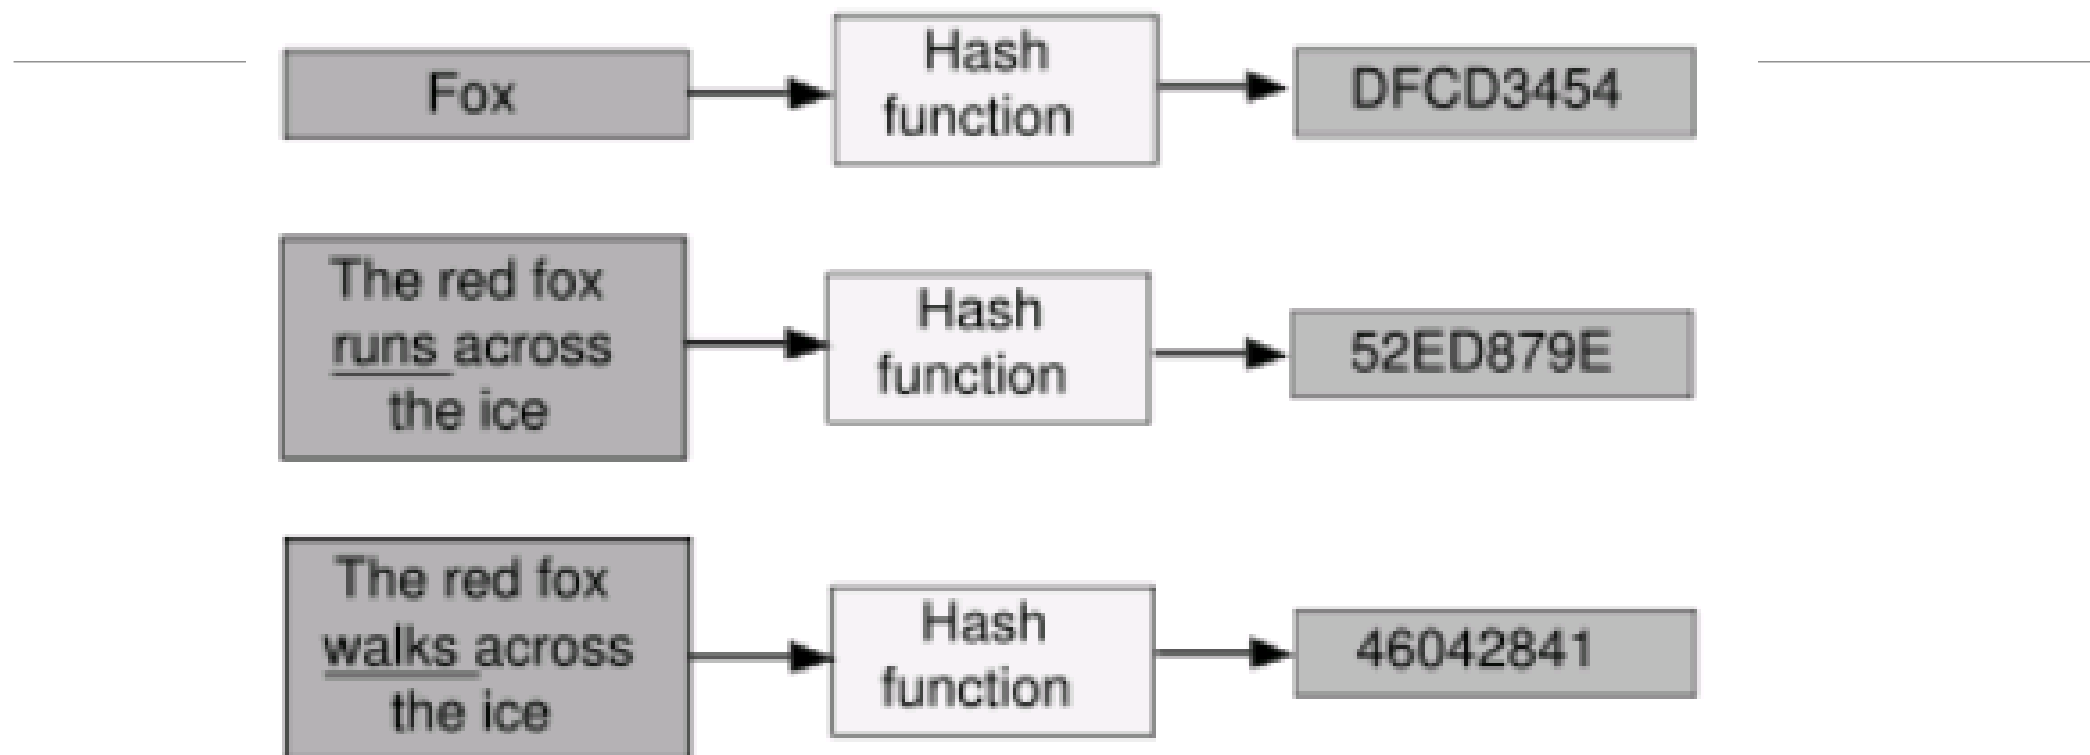 Fox
Hash
function
DFCD3454
The red fox
runs across
the ice
Hash
function
52ED879E
The red fox
walks across
the ice
Hash
function
46042841